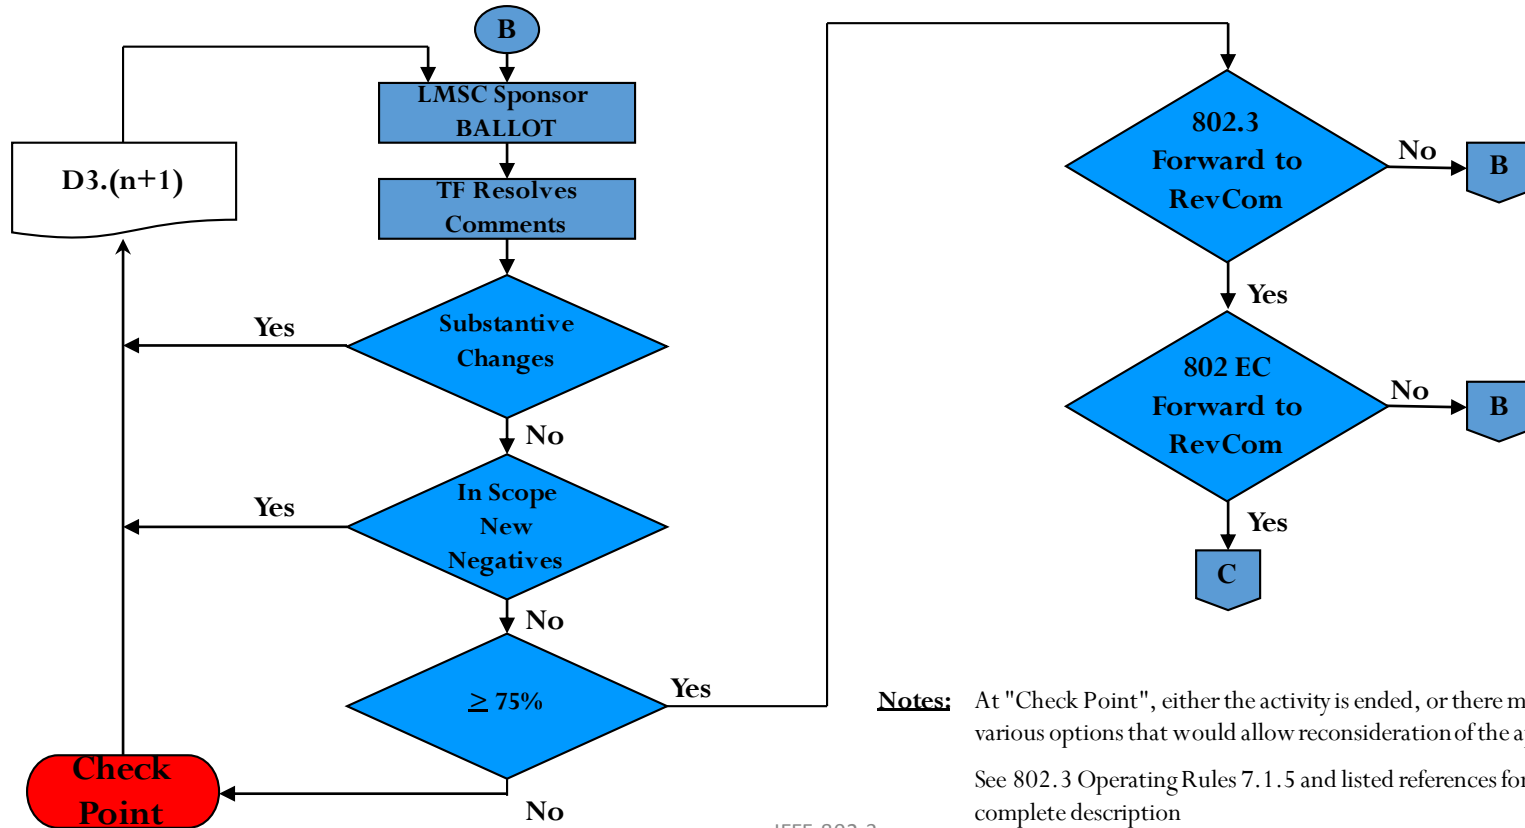 B
LMSC Sponsor
BALLOT
D3.(n+1)
TF Resolves
Comments
Substantive
Changes
Yes
No
In Scope
New
Negatives
Yes
No
≥ 75%
Yes
No
Check
Point
802.3
Forward to
RevCom
No
B
Yes
802 EC
Forward to
RevCom
No
B
Yes
C
Notes: At "Check Point", either the activity is ended, or there
various options that would allow reconsideration of the
See 802.3 Operating Rules 7.1.5 and listed references for
complete description